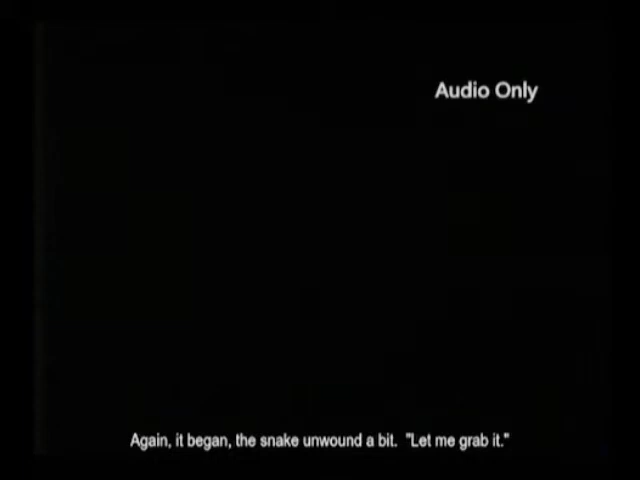 Audio Only
Again, it began, the snake unwound a bit.  "Let me grab it."